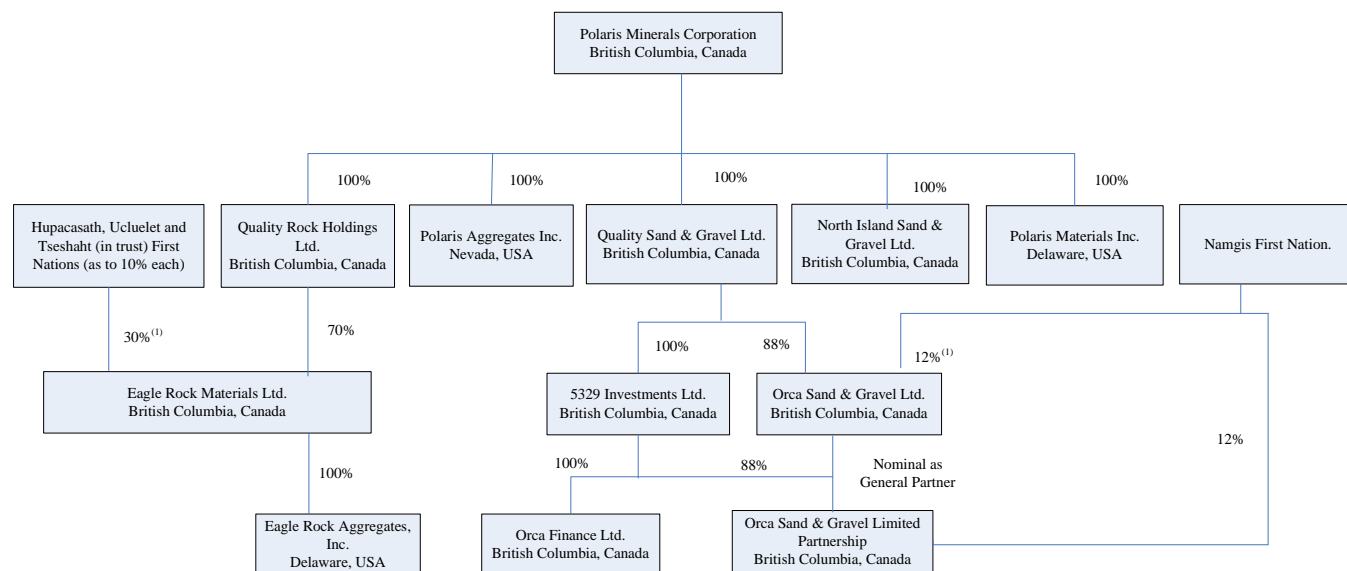 Polaris Minerals Corporation
British Columbia, Canada
100%
100%
100%
100%
100%
Hupacasath, Ucluelet and
Tseshaht (in trust) First
Nations (as to 10% each)
Quality Rock Holdings
Ltd.
British Columbia, Canada
Polaris Aggregates Inc.
Nevada, USA
Quality Sand & Gravel Ltd.
British Columbia, Canada
North Island Sand &
Gravel Ltd.
British Columbia, Canada
Polaris Materials Inc.
Delaware, USA
Namgis First Nation.
30%(1)
70%
100%
88%
12%(1)
Eagle Rock Materials Ltd.
British Columbia, Canada
5329 Investments Ltd.
British Columbia, Canada
Orca Sand & Gravel Ltd.
British Columbia, Canada
12%
100%
100%
88%
Nominal as
General Partner
Eagle Rock Aggregates,
Inc.
Delaware, USA
Orca Finance Ltd.
British Columbia, Canada
Orca Sand & Gravel Limited
Partnership
British Columbia, Canada